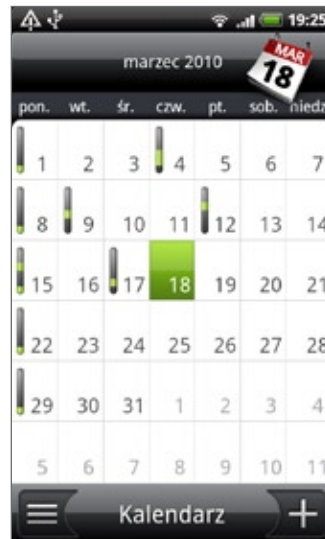 19:25
marzec 2010
MAR
18
pon. wt. śr. czw. pt. sob. niedz
1 2 3 4 5 6 7
8 9 10 11 12 13 14
15 16 17 18 19 20 21
22 23 24 25 26 27 28
29 30 31 1 2 3 4
5 6 7 8 9 10 11
Kalendarz